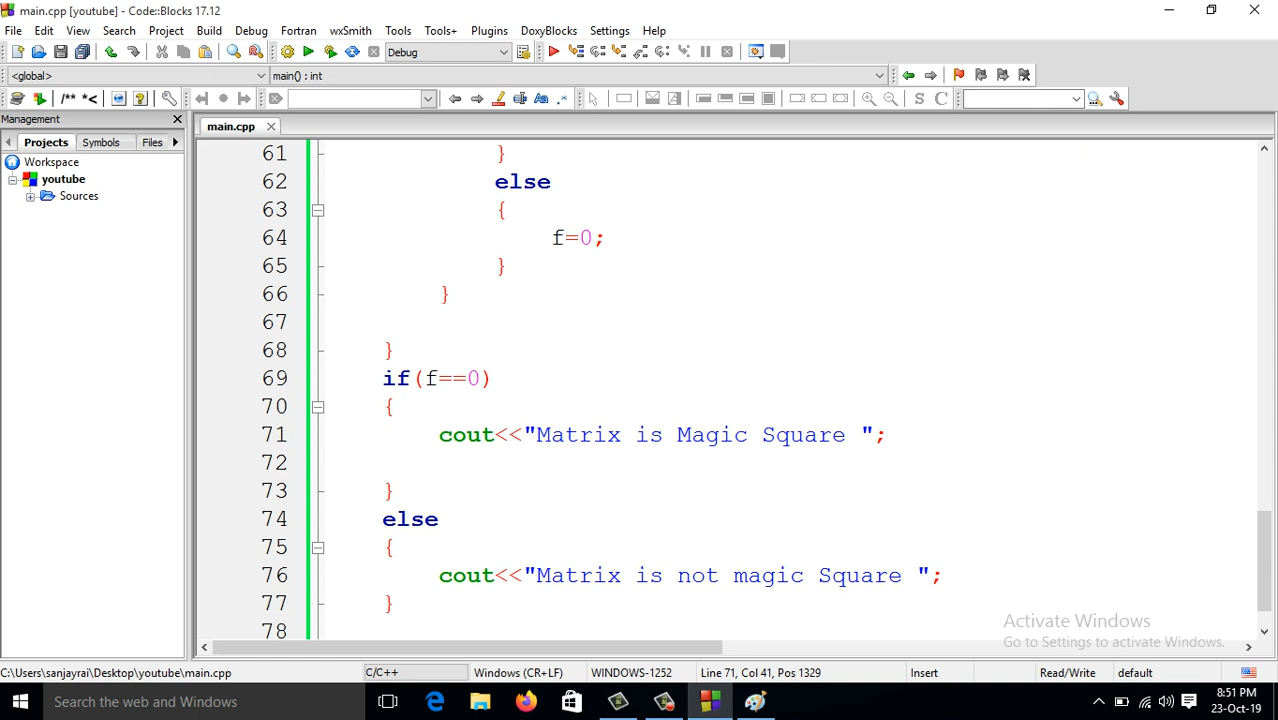 main.cpp [youtube] - Code::Blocks 17.12
File Edit View Search Project Build Debug Fortran wxSmith Tools Tools+ Plugins DoxyBlocks Settings Help
Debug
<global> main() : int
/** *<
S C
Management
Projects Symbols Files
main.cpp
Workspace
youtube
Sources
61 }
62 else
63 {
64 f=0;
65 }
66 }
67
68 }
69 if(f==0)
70 {
71 cout<<"Matrix is Magic Square ";
72
73 }
74 else
75 {
76 cout<<"Matrix is not magic Square ";
77 }
78
Activate Windows
Go to Settings to activate Windows.
C:\Users\sanjayrai\Desktop\youtube\main.cpp C/C++ Windows (CR+LF) WINDOWS-1252 Line 71, Col 41, Pos 1329 Insert Read/Write default
Search the web and Windows
8:51 PM
23-Oct-19